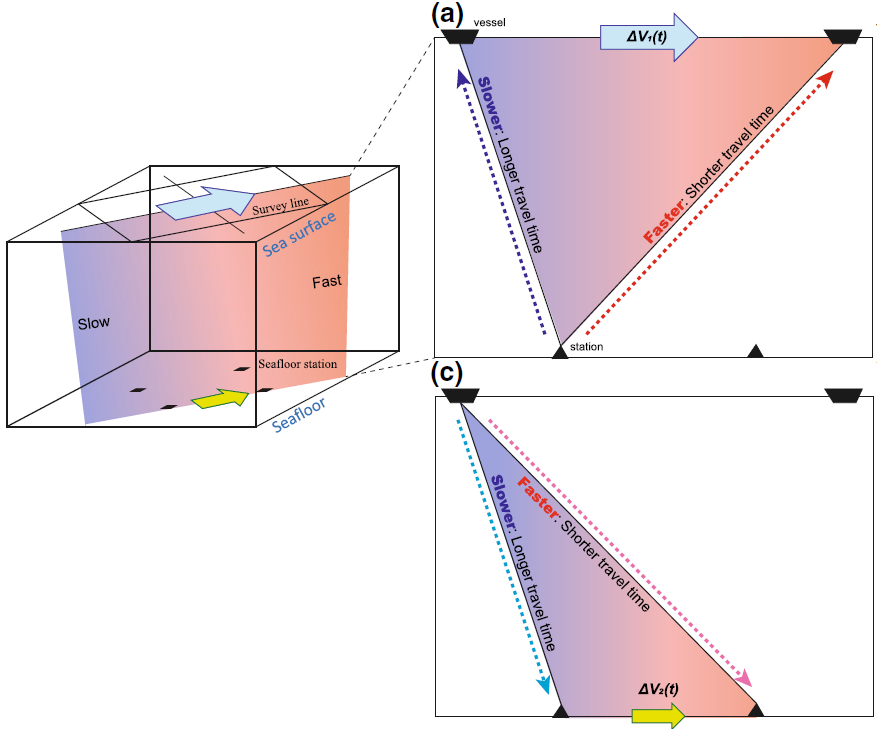 (a)
vessel
ΔV₁(t)
Slower: Longer travel time
Faster: Shorter travel time
station
Survey line
Sea surface
Fast
Slow
Seafloor station
Seafloor
(c)
Slower: Longer travel time
Faster: Shorter travel time
ΔV₂(t)